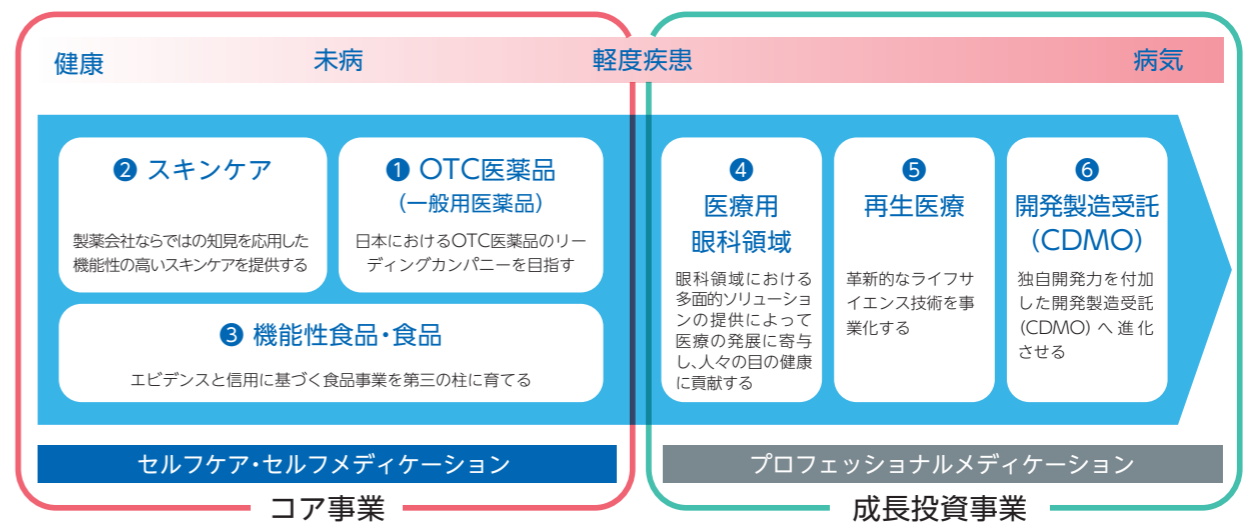 健康
未病
軽度疾患
病気
❷ スキンケア
製薬会社ならではの知見を応用した
機能性の高いスキンケアを提供する
❶ OTC医薬品
(一般用医薬品)
日本におけるOTC医薬品のリー
ディングカンパニーを目指す
❸ 機能性食品・食品
エビデンスと信用に基づく食品事業を第三の柱に育てる
❹
医療用
眼科領域
眼科領域における
多面的ソリューショ
ンの提供によって
医療の発展に寄与
し、人々の目の健康
に貢献する
❺
再生医療
革新的なライフサ
イエンス技術を事
業化する
❻
開発製造受託
(CDMO)
独自開発力を付加
した開発製造受託
(CDMO)へ進化
させる
セルフケア・セルフメディケーション
プロフェッショナルメディケーション
コア事業
成長投資事業